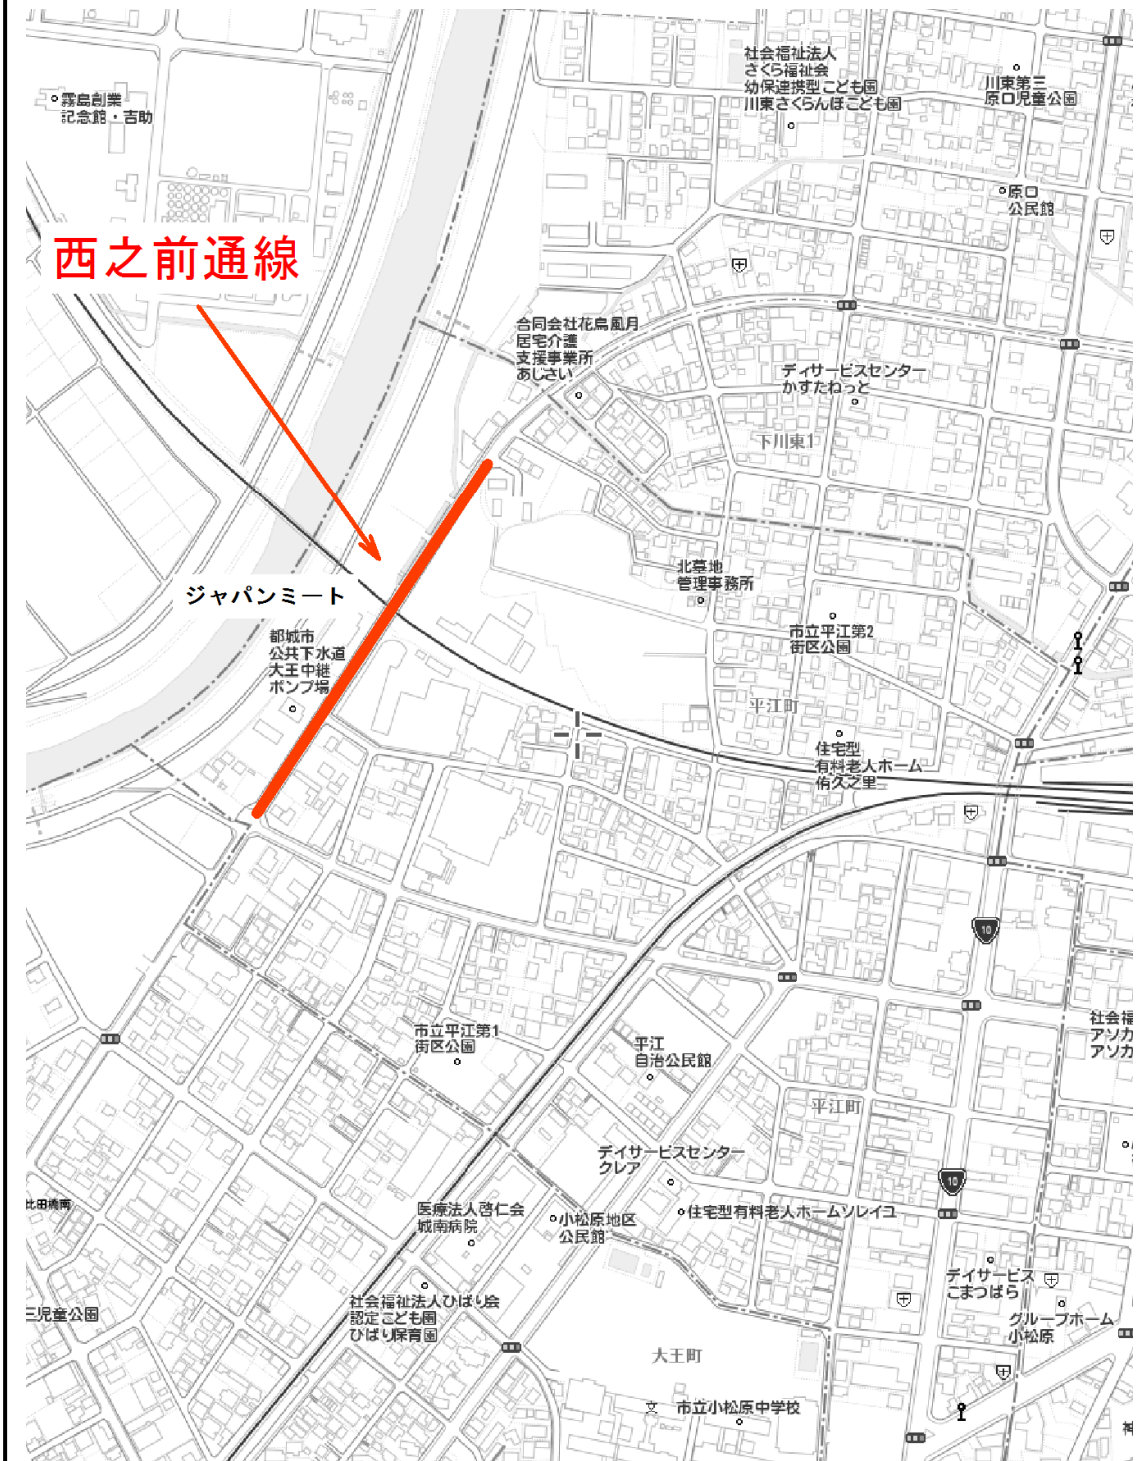 社会福祉法人
さくら福祉会
幼保連携型こども園
川東さくらんぼこども園
川東第三
原口児童公園
霧島創業
記念館・吉助
原口
公民館
西之前通線
合同会社花鳥風月
居宅介護
支援事業所
あじさい
デイサービスセンター
かすたねっと
下川東1
北墓地
管理事務所
ジャパンミート
市立平江第2
街区公園
都城市
公共下水道
大王中継
ポンプ場
平江町
住宅型
有料老人ホーム
侑久之里
10
市立平江第1
街区公園
平江
自治公民館
社会福
アソカ
アソカ
平江町
デイサービスセンター
クレア
10
比田橋南
医療法人啓仁会
城南病院
小松原地区
公民館
住宅型有料老人ホームソレイユ
デイサービス
こまつばら
三児童公園
社会福祉法人ひばり会
認定こども園
ひばり保育園
グループホーム
小松原
大王町
文
市立小松原中学校
神